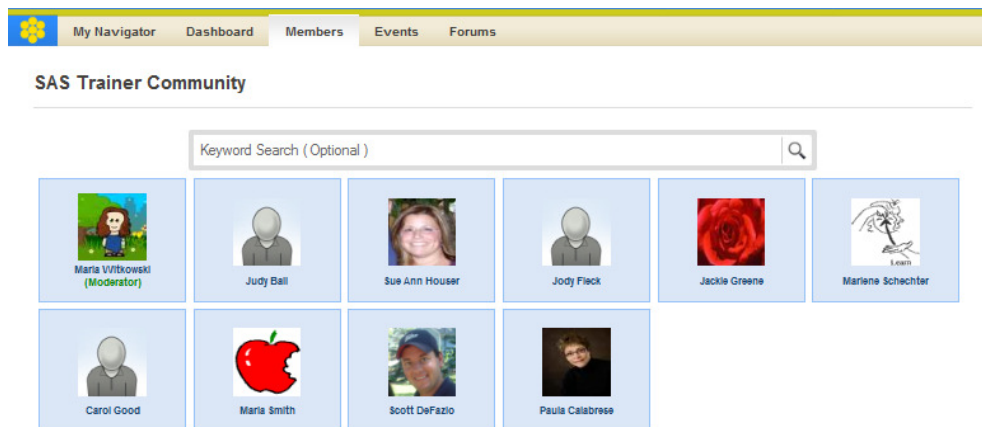 My Navigator Dashboard Members Events Forums
SAS Trainer Community
Keyword Search ( Optional )
Learn
Maria Witkowski
(Moderator)
Judy Ball
Sue Ann Houser
Jody Fleck
Jackie Greene
Marlene Schechter
Carol Good
Maria Smith
Scott DeFazio
Paula Calabrese